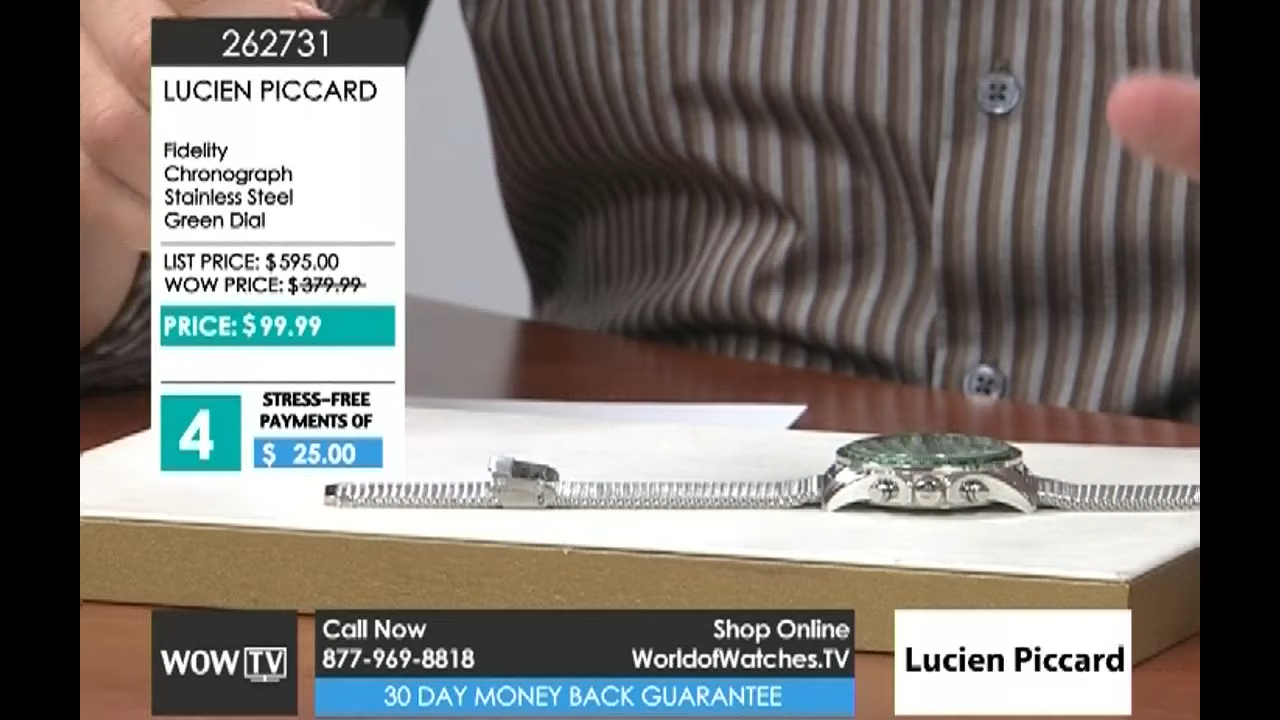 262731
LUCIEN PICCARD
Fidelity
Chronograph
Stainless Steel
Green Dial
LIST PRICE: $595.00
WOW PRICE: $379.99
PRICE: $99.99
4
STRESS-FREE
PAYMENTS OF
$ 25.00
WOW TV
Call Now
877-969-8818
Shop Online
WorldofWatches.TV
30 DAY MONEY BACK GUARANTEE
Lucien Piccard